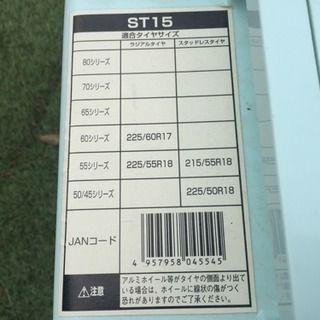 ST15
適合タイヤサイズ
ラジアルタイヤ スタッドレスタイヤ
80シリーズ
70シリーズ
65シリーズ
60シリーズ 225/60R17
55シリーズ 225/55R18 215/55R18
50/45シリーズ 225/50R18
JANコード
4 957958 045545
⚠注意
アルミホイール等がタイヤの側面より出て
いる場合は、ホイールに線状の傷がつく
恐れがありますのでご了承ください。